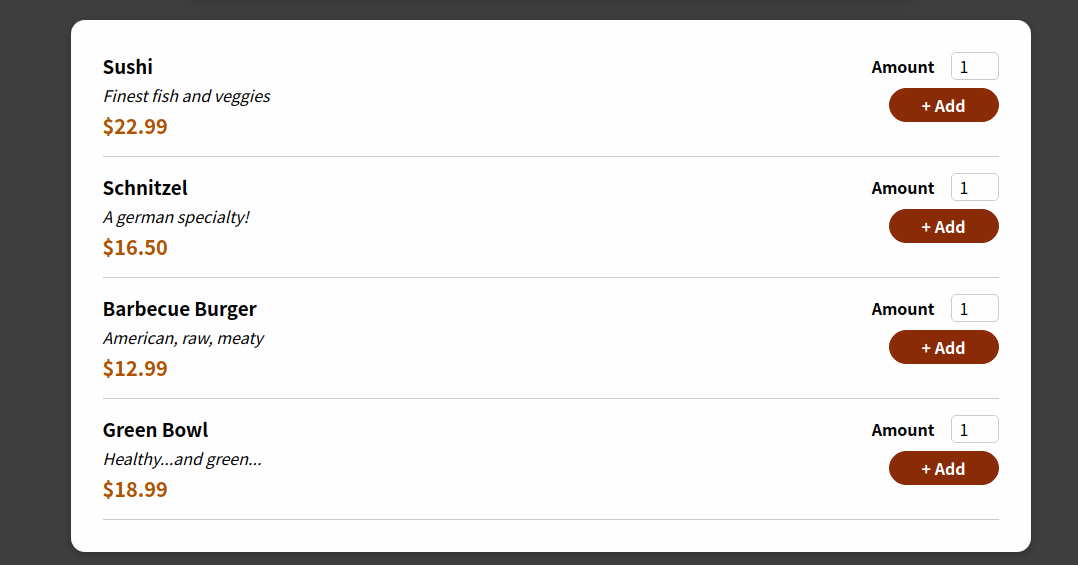 Sushi
Amount 1
Finest fish and veggies
+ Add
$22.99
Schnitzel
Amount 1
A german specialty!
+ Add
$16.50
Barbecue Burger
Amount 1
American, raw, meaty
+ Add
$12.99
Green Bowl
Amount 1
Healthy...and green...
+ Add
$18.99